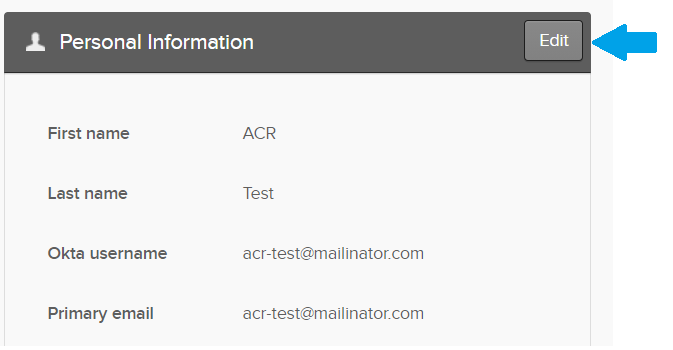 Personal Information Edit
First name ACR
Last name Test
Okta username acr-test@mailinator.com
Primary email acr-test@mailinator.com